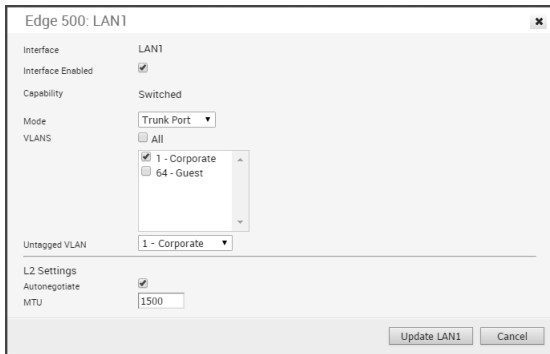 Edge 500: LAN1
Interface LAN1
Interface Enabled
Capability Switched
Mode Trunk Port
VLANS All
1 - Corporate
64 - Guest
Untagged VLAN 1 - Corporate
L2 Settings
Autonegotiate
MTU 1500
Update LAN1 Cancel